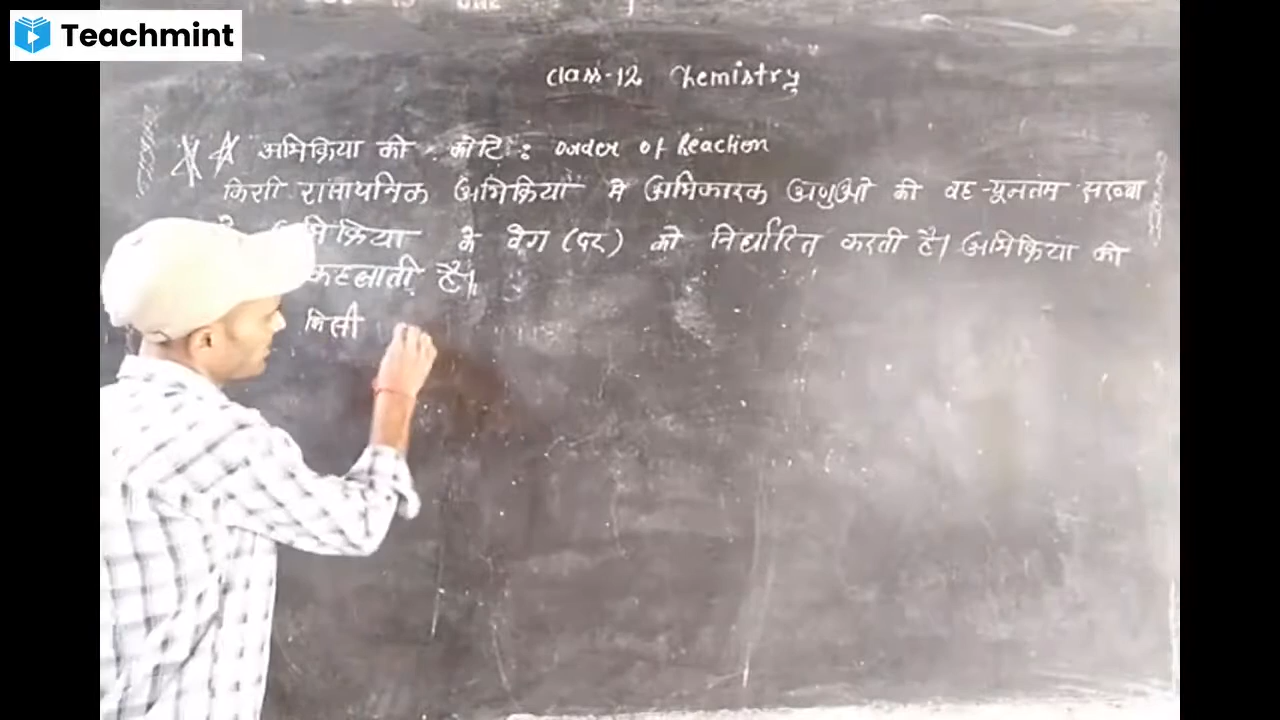 Teachmint
Class-12 Chemistry
अभिक्रिया की कोटि : Order of Reaction
किसी रासायनिक अभिक्रिया मे अभिकारक अणुओ की वह न्यूनतम संख्या
के वेग (दर) को निर्धारित करती है। अभिक्रिया की
कहलाती है।
किसी